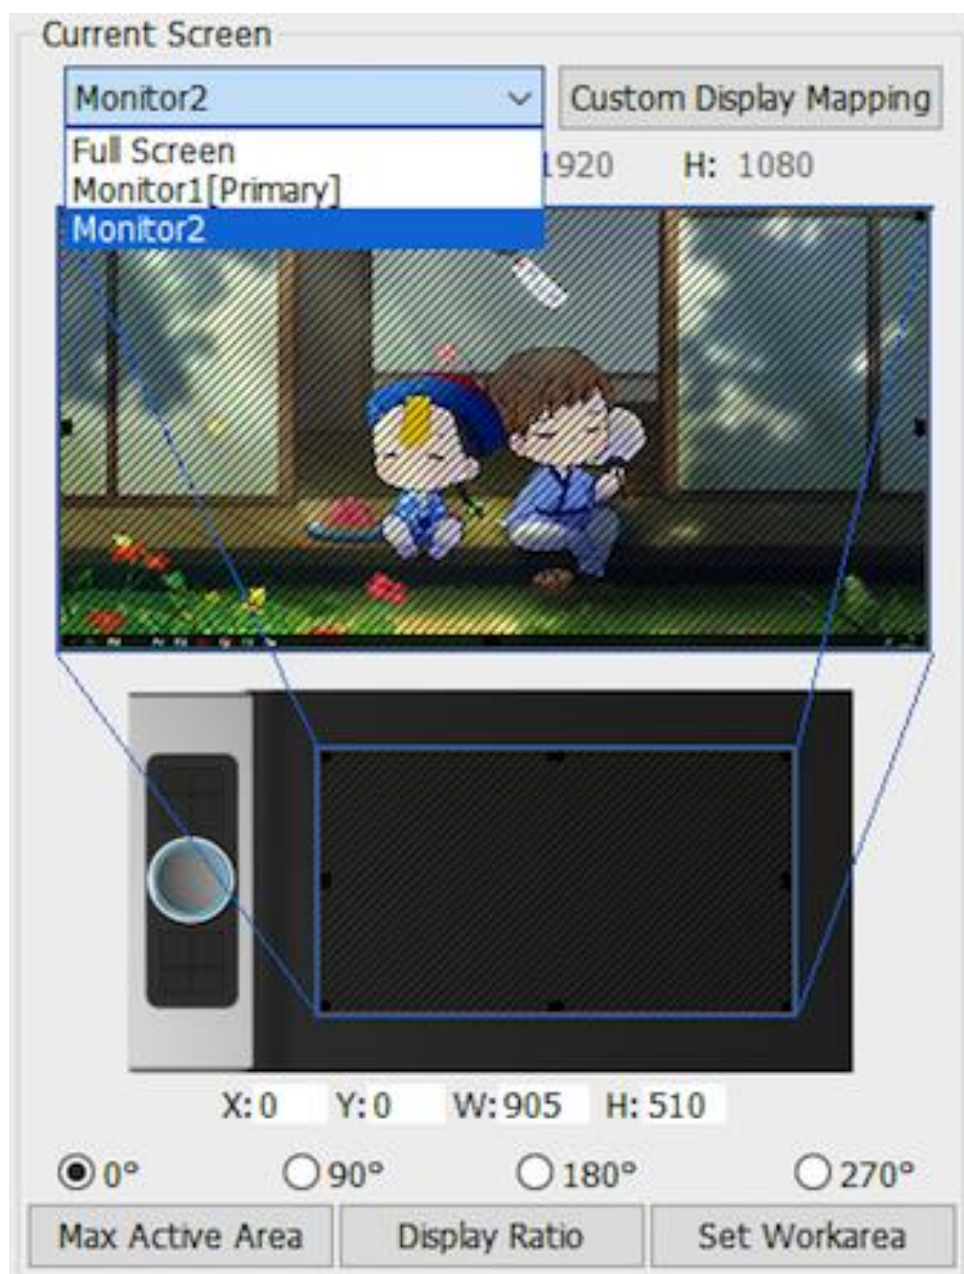 Current Screen
Monitor2
Custom Display Mapping
Full Screen
Monitor1[Primary]
Monitor2
1920 H: 1080
X: 0 Y: 0 W: 905 H: 510
0° 90° 180° 270°
Max Active Area Display Ratio Set Workarea